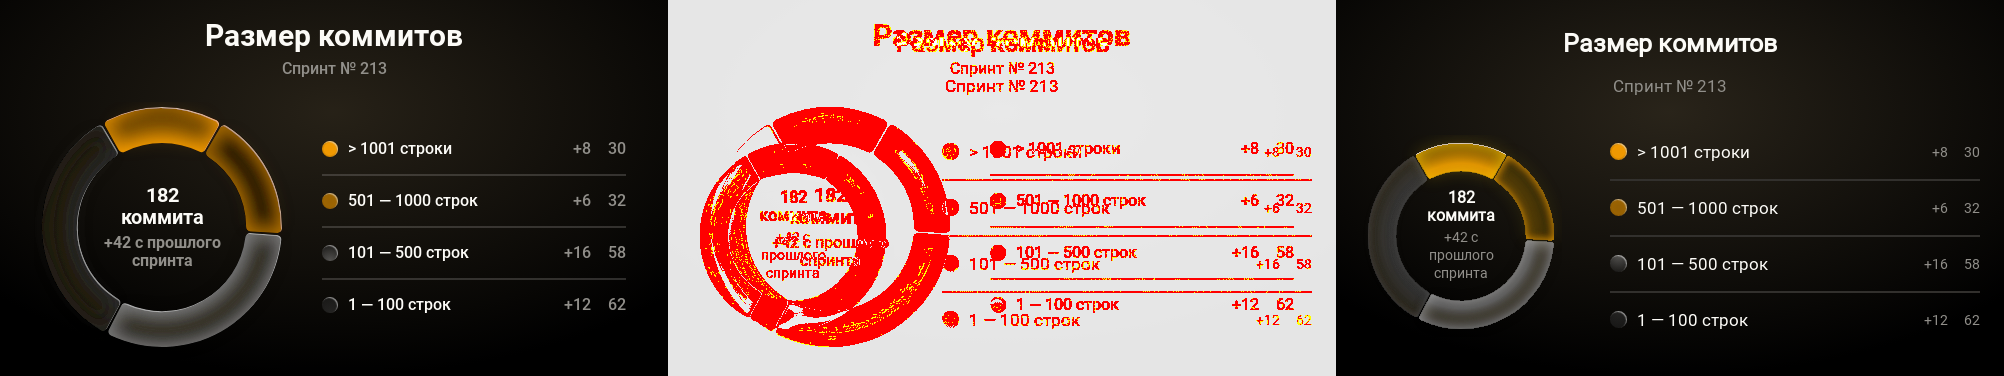 Размер коммитов
Спринт № 213
182
коммита
+42 с прошлого
спринта
> 1001 строки +8 30
501 — 1000 строк +6 32
101 — 500 строк +16 58
1 — 100 строк +12 62
Размер коммитов
Размер коммитов
Спринт № 213
Спринт № 213
182 182
коммита коммита
+42 с
+42 с прошлого
прошлого
спринта
спринта
> 1001 строки +8 30
> 1001 строки +8 30
501 — 1000 строк +6 32
501 — 1000 строк +6 32
101 — 500 строк +16 58
101 — 500 строк +16 58
1 — 100 строк +12 62
1 — 100 строк +12 62
Размер коммитов
Спринт № 213
182
коммита
+42 с
прошлого
спринта
> 1001 строки +8 30
501 — 1000 строк +6 32
101 — 500 строк +16 58
1 — 100 строк +12 62